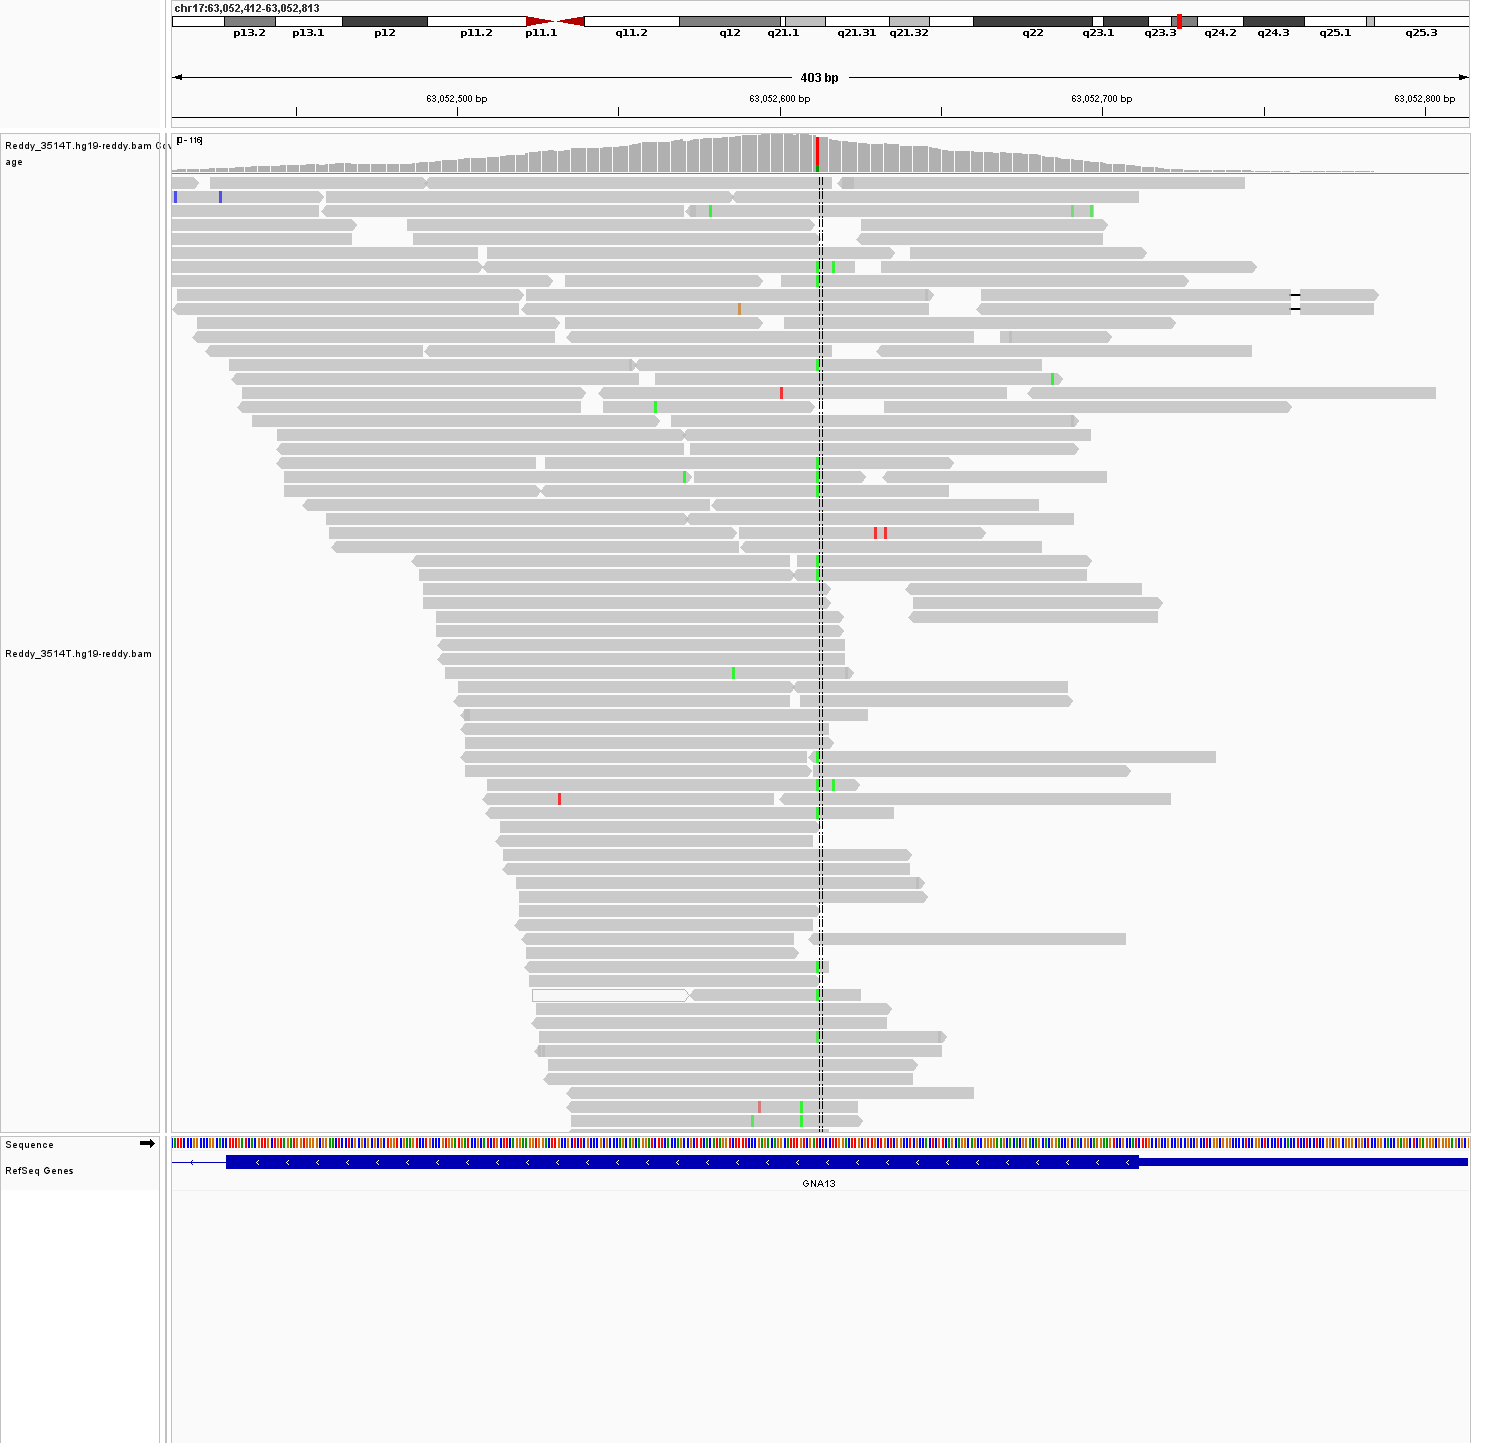 chr17:63,052,412-63,052,813
p13.2 p13.1 p12 p11.2 p11.1 q11.2 q12 q21.1 q21.31 q21.32 q22 q23.1 q23.3 q24.2 q24.3 q25.1 q25.3
403 bp
63,052,500 bp 63,052,600 bp 63,052,700 bp 63,052,800 bp
Reddy_3514T.hg19-reddy.bam Cov
age
[0 - 116]
Reddy_3514T.hg19-reddy.bam
Sequence
RefSeq Genes
GNA13